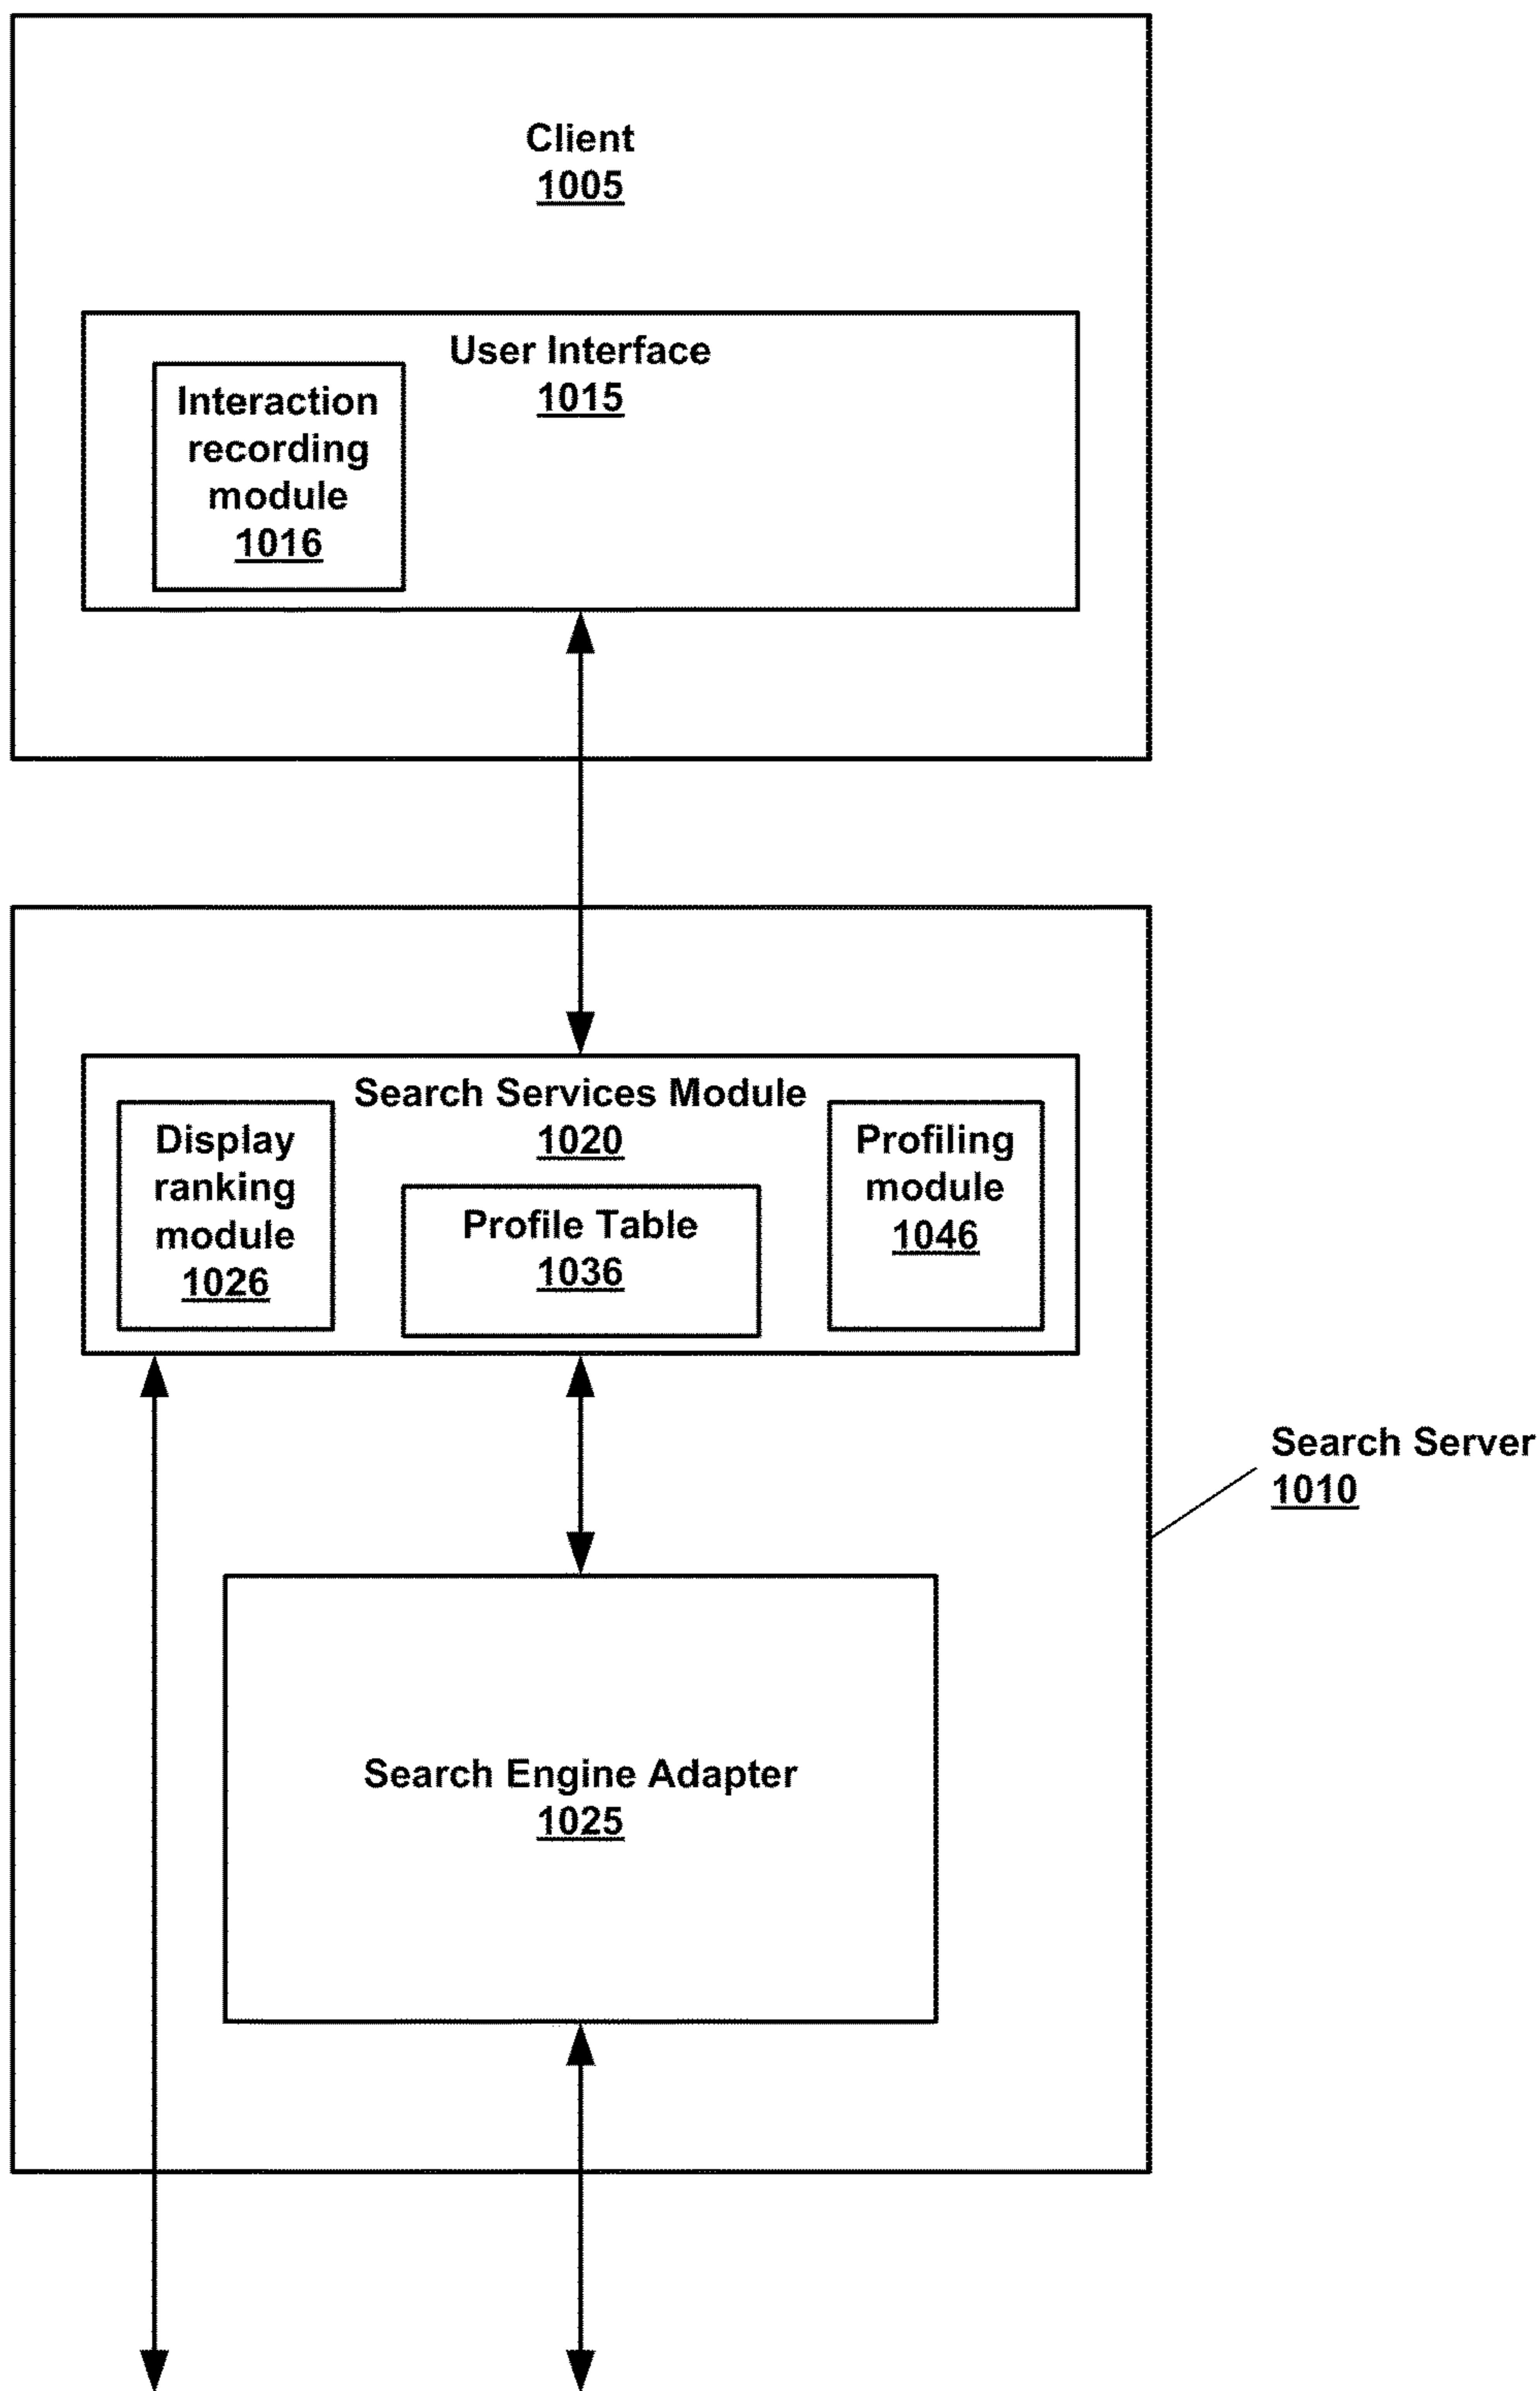 Client
1005
User Interface
1015
Interaction
recording
module
1016
Search Services Module
1020
Display
ranking
module
1026
Profile Table
1036
Profiling
module
1046
Search Server
1010
Search Engine Adapter
1025